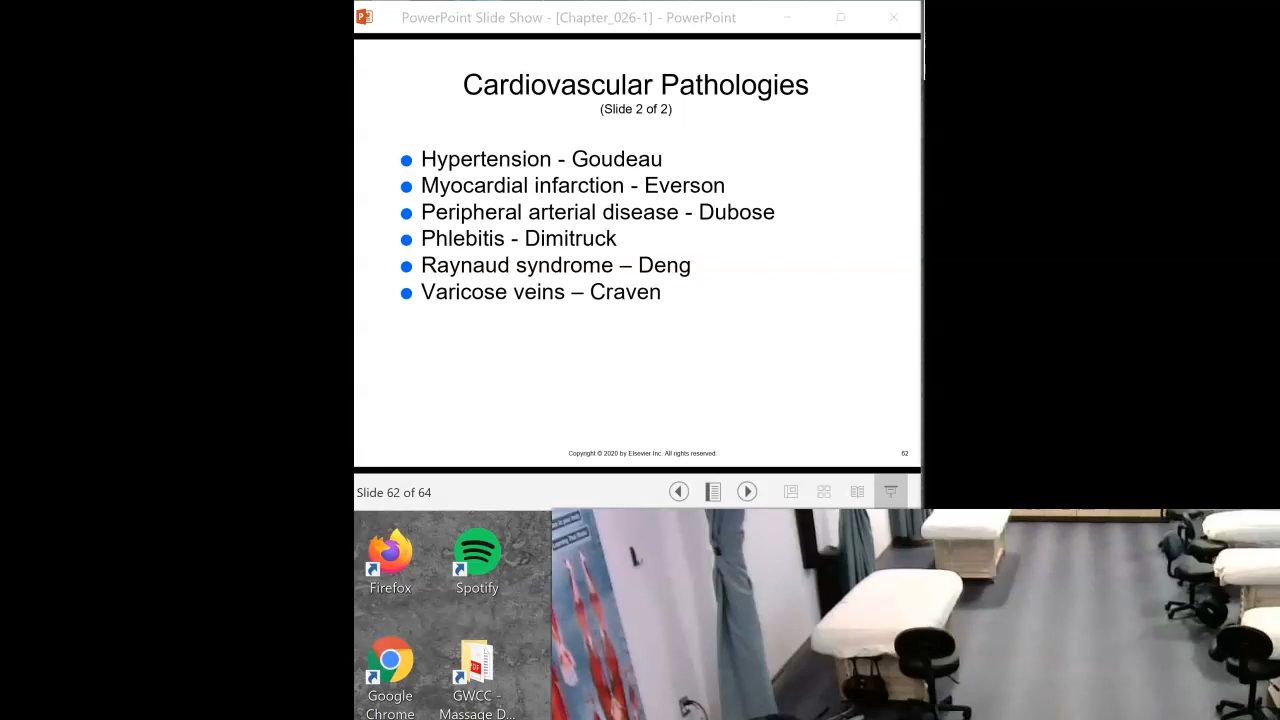 PowerPoint Slide Show - [Chapter_026-1] - PowerPoint
Cardiovascular Pathologies
(Slide 2 of 2)
Hypertension - Goudeau
Myocardial infarction - Everson
Peripheral arterial disease - Dubose
Phlebitis - Dimitruck
Raynaud syndrome – Deng
Varicose veins – Craven
Copyright © 2020 by Elsevier Inc. All rights reserved.
62
Slide 62 of 64
Firefox
Spotify
Google
Chrome
GWCC -
Massage D...
PDF